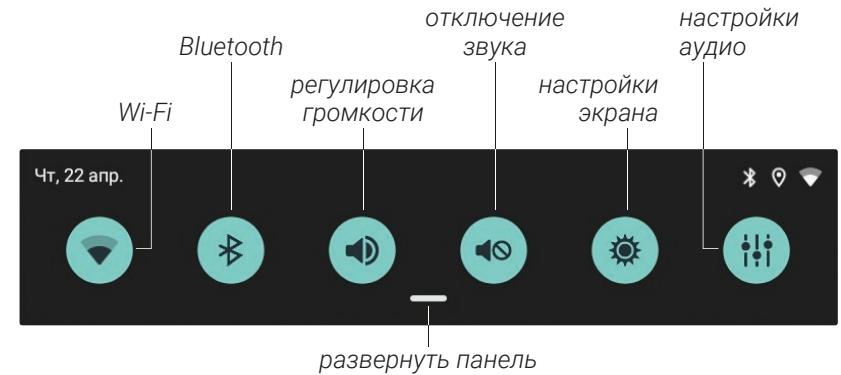 отключение
звука
настройки
аудио
Bluetooth
регулировка
громкости
настройки
экрана
Wi-Fi
Чт, 22 апр.
развернуть панель